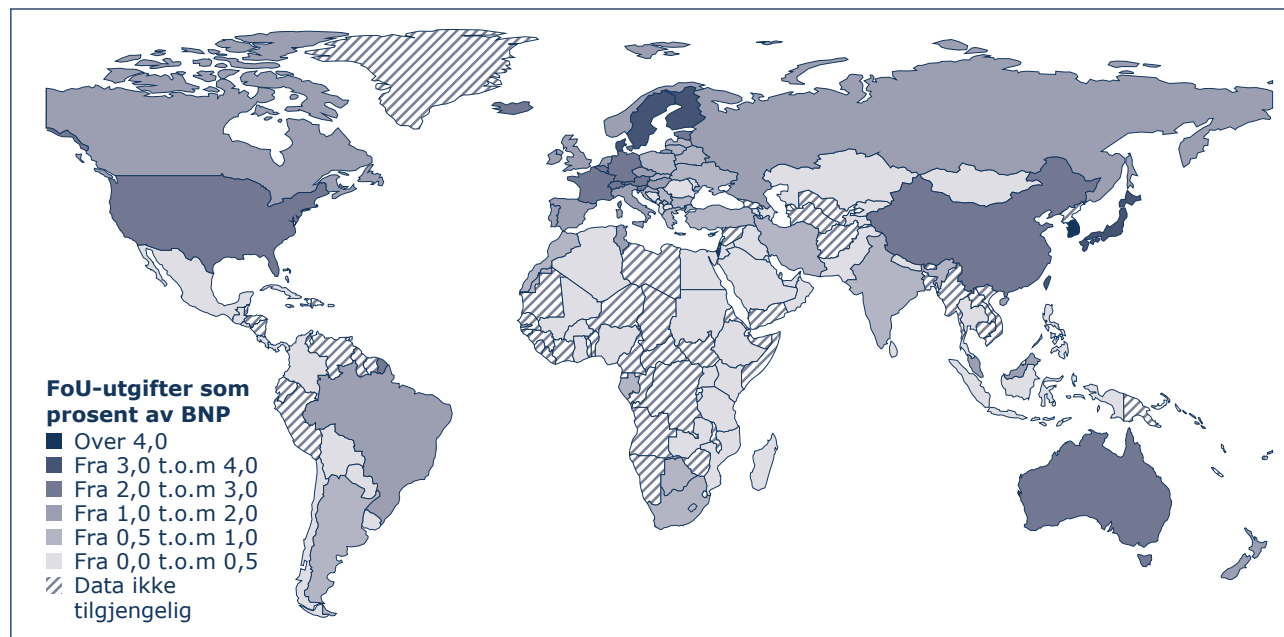 FoU-utgifter som
prosent av BNP
Over 4,0
Fra 3,0 t.o.m 4,0
Fra 2,0 t.o.m 3,0
Fra 1,0 t.o.m 2,0
Fra 0,5 t.o.m 1,0
Fra 0,0 t.o.m 0,5
Data ikke
tilgjengelig